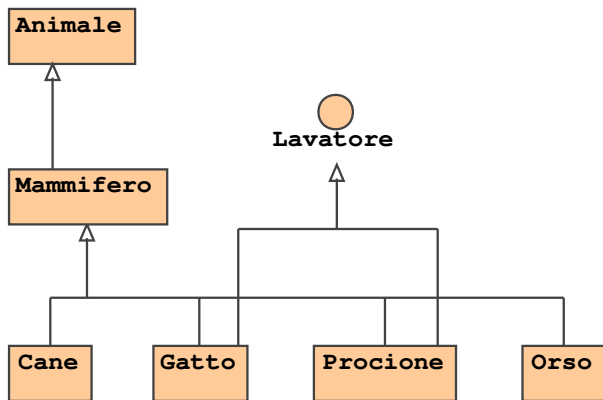 Animale
Lavatore
Mammifero
Cane
Gatto
Procione
Orso